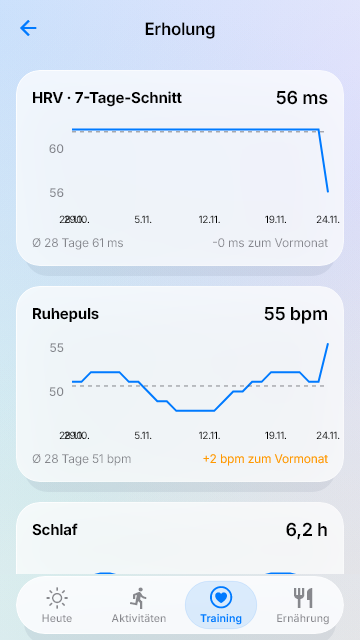 Erholung
HRV · 7-Tage-Schnitt 56 ms
60
56
5.11. 12.11. 19.11. 24.11.
Ø 28 Tage 61 ms -0 ms zum Vormonat
Ruhepuls 55 bpm
55
50
5.11. 12.11. 19.11. 24.11.
Ø 28 Tage 51 bpm +2 bpm zum Vormonat
Schlaf 6,2 h
Heute Aktivitäten Training Ernährung